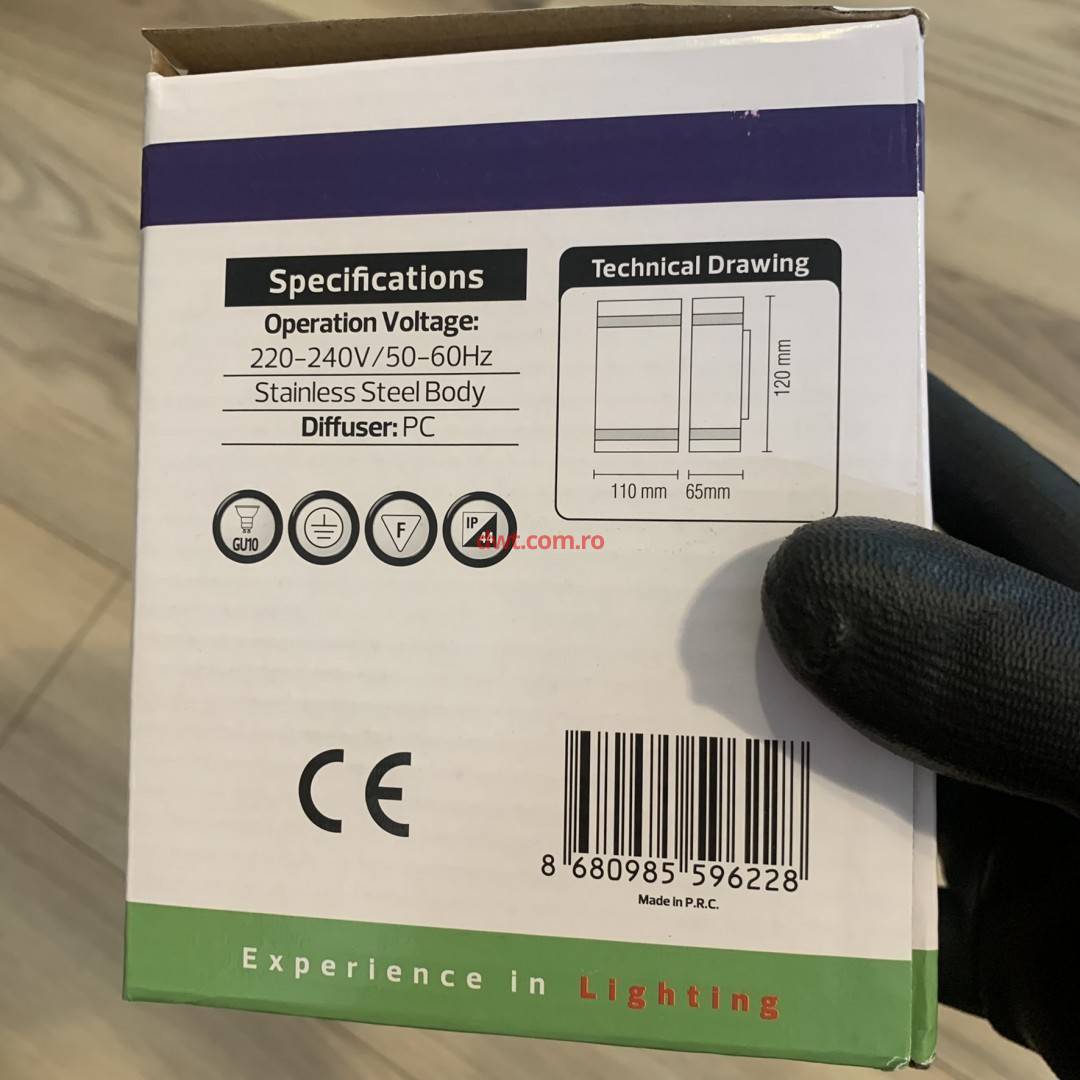 Specifications
Operation Voltage:
220-240V/50-60Hz
Stainless Steel Body
Diffuser: PC
Technical Drawing
120 mm
110 mm 65mm
GU10
F
IP
44
dwt.com.ro
CE
8 680985 596228
Made in P.R.C.
Experience in Lighting